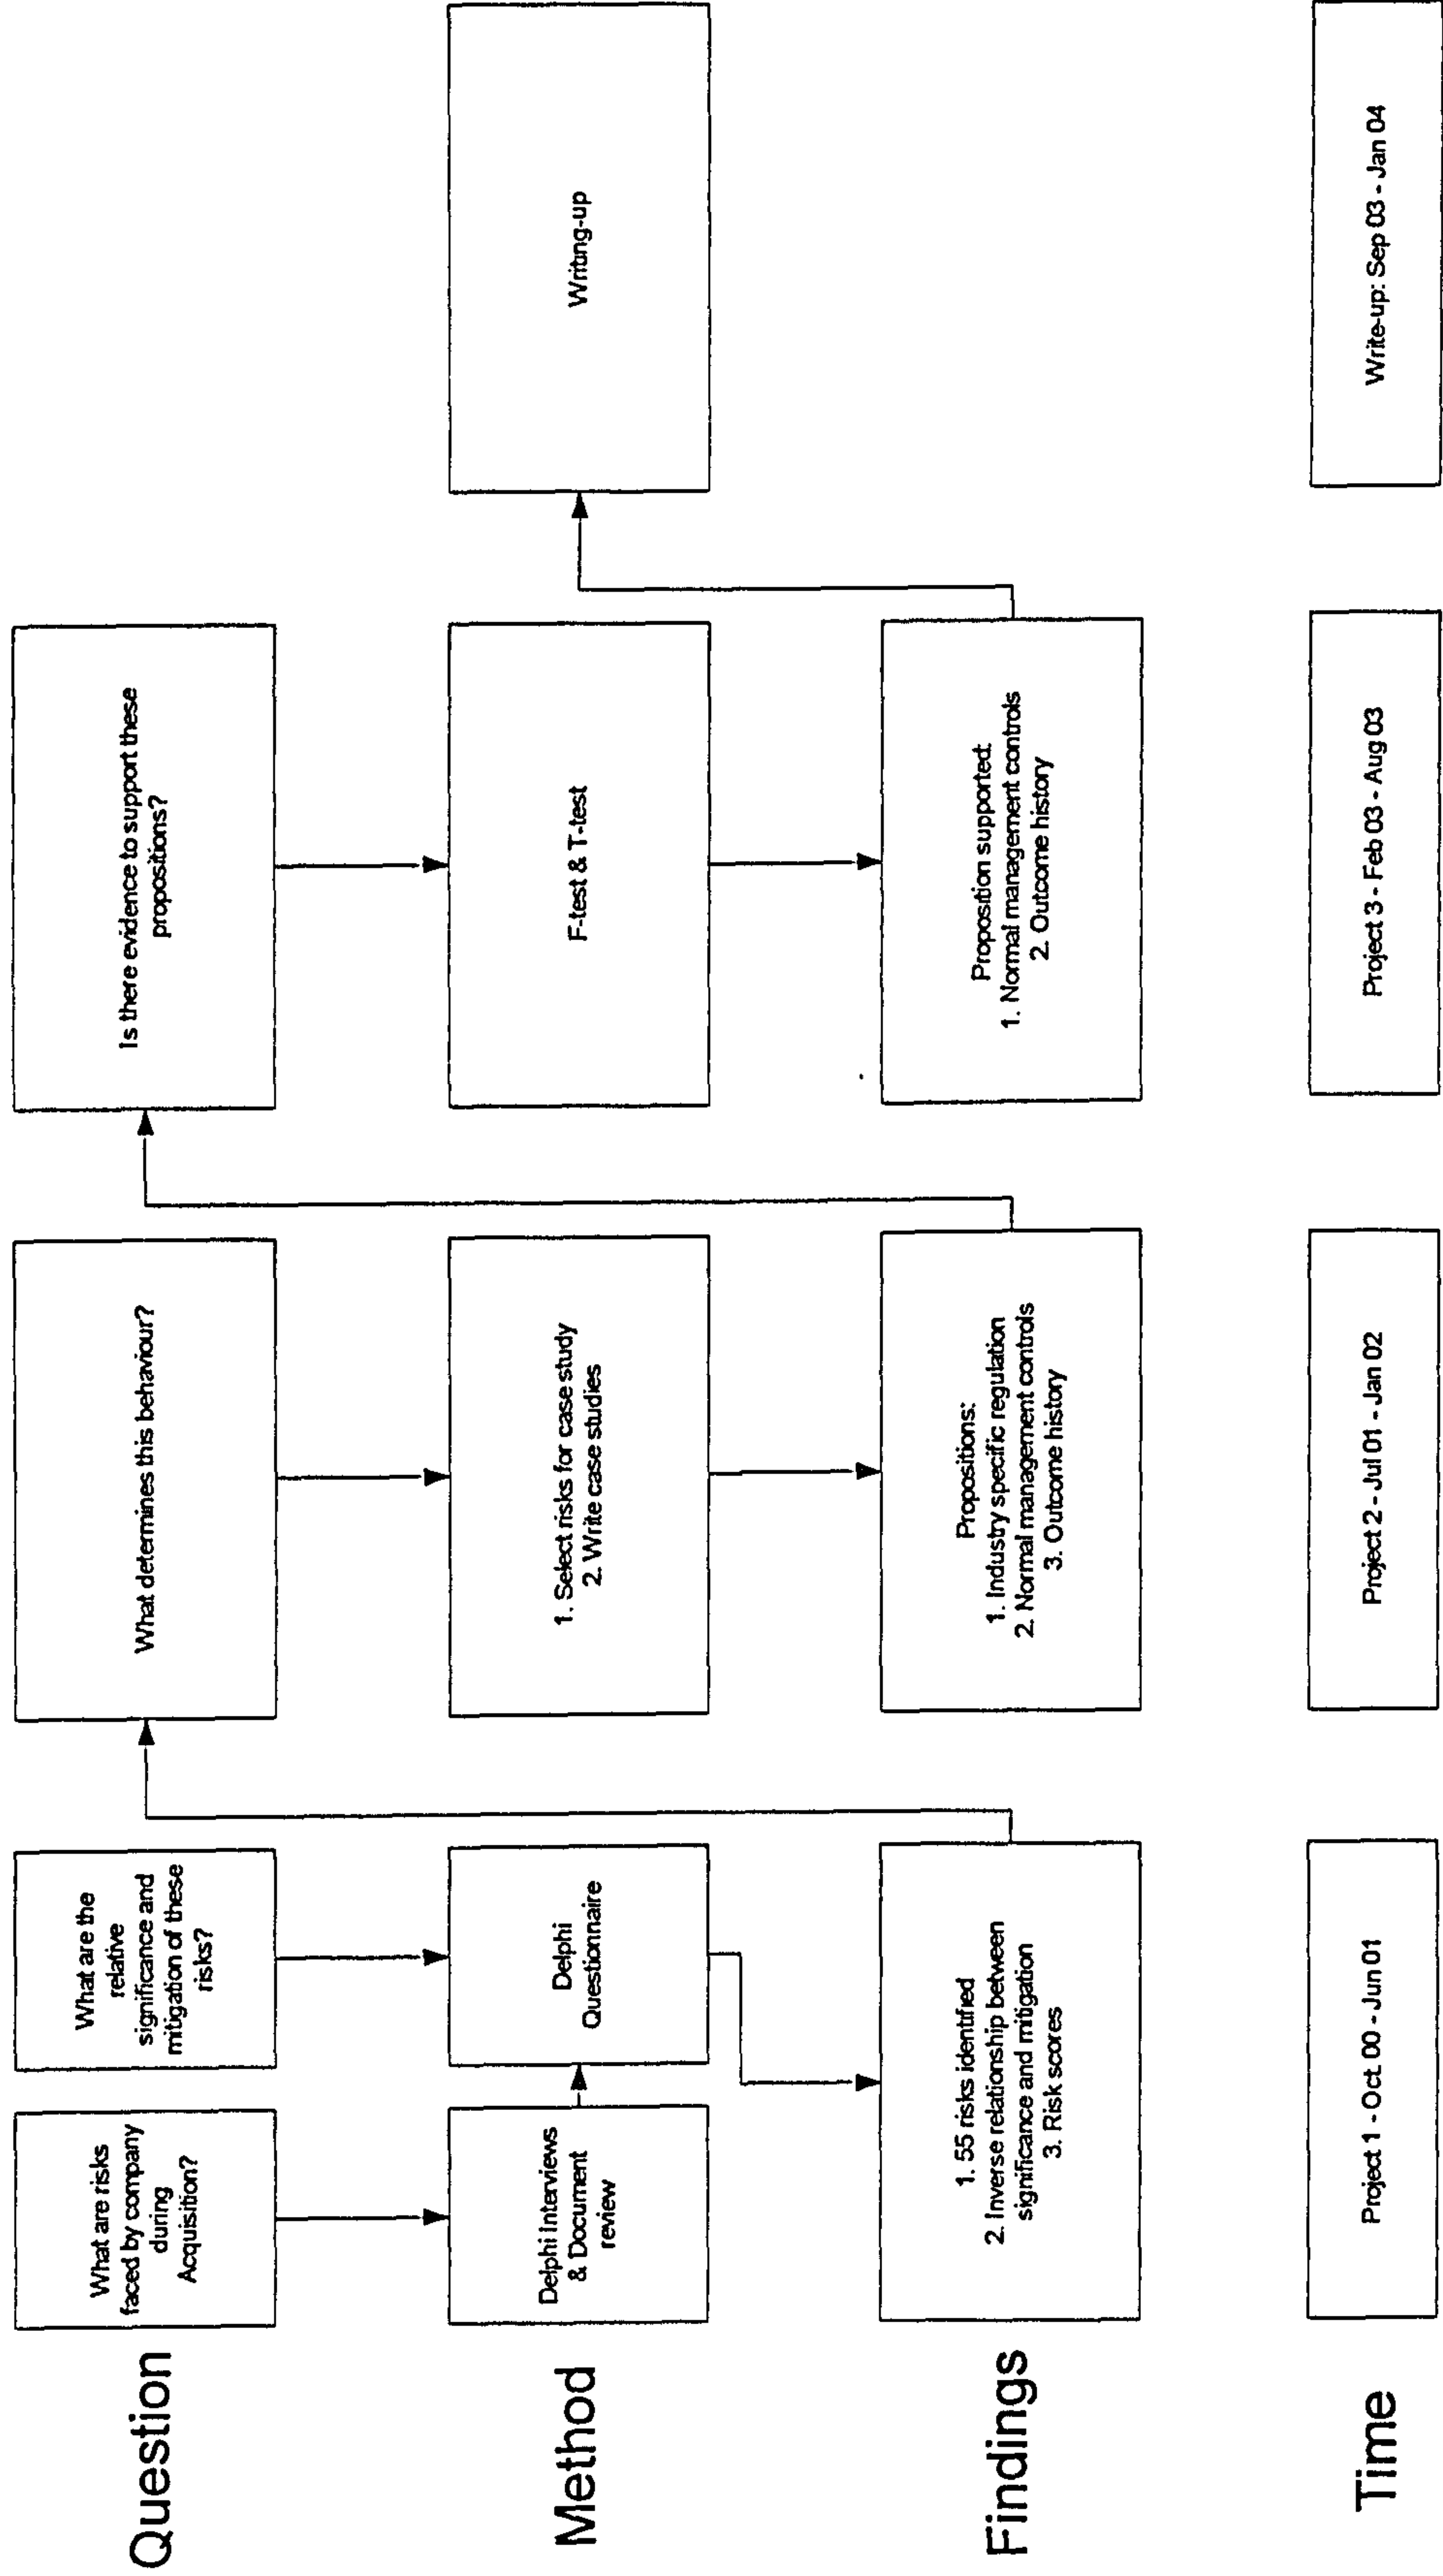 Question
What are risks
faced by company
during
Acquisition?
What are the
relative
significance and
mitigation of these
risks?
What determines this behaviour?
Is there evidence to support these
propositions?
Method
Delphi Interviews
& Document
review
Delphi
Questionnaire
1. Select risks for case study
2. Write case studies
F-test & T-test
Writing-up
Findings
1. 55 risks identified
2. Inverse relationship between
significance and mitigation
3. Risk scores
Propositions:
1. Industry specific regulation
2. Normal management controls
3. Outcome history
Proposition supported:
1. Normal management controls
2. Outcome history
Time
Project 1 - Oct 00 - Jun 01
Project 2 - Jul 01 - Jan 02
Project 3 - Feb 03 - Aug 03
Write-up: Sep 03 - Jan 04